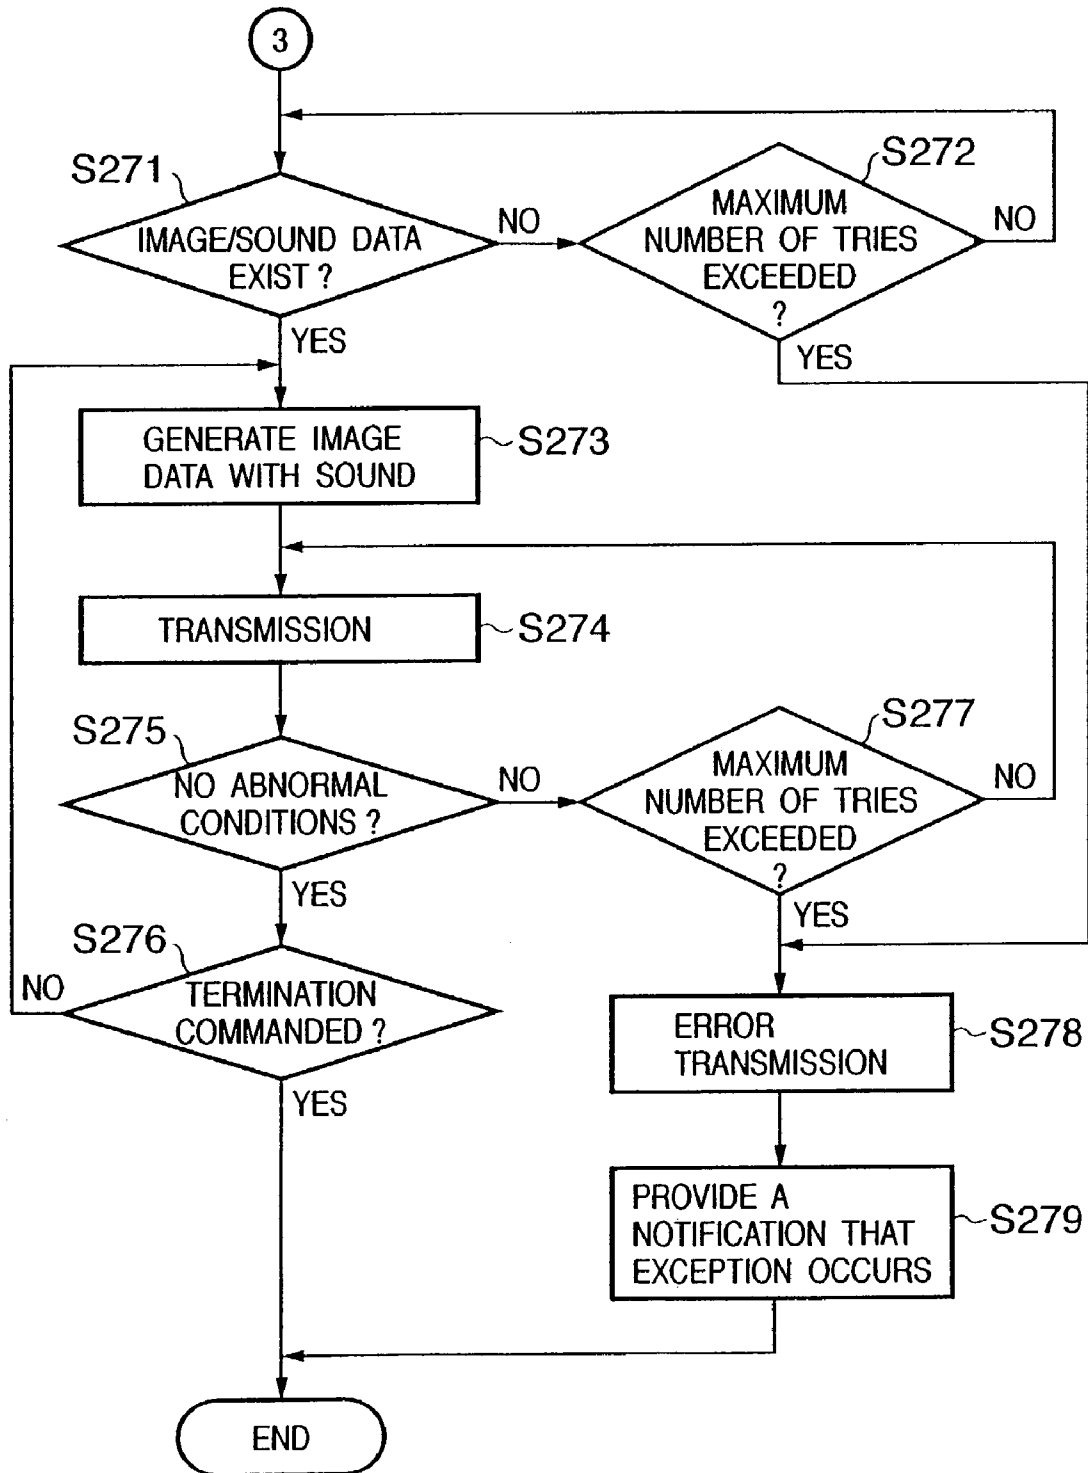 3
S271
IMAGE/SOUND DATA
EXIST ?
NO
S272
MAXIMUM
NUMBER OF TRIES
EXCEEDED
?
NO
YES
YES
GENERATE IMAGE
DATA WITH SOUND
S273
TRANSMISSION
S274
S275
NO ABNORMAL
CONDITIONS ?
NO
S277
MAXIMUM
NUMBER OF TRIES
EXCEEDED
?
NO
YES
YES
S276
NO
TERMINATION
COMMANDED ?
YES
ERROR
TRANSMISSION
S278
PROVIDE A
NOTIFICATION THAT
EXCEPTION OCCURS
S279
END